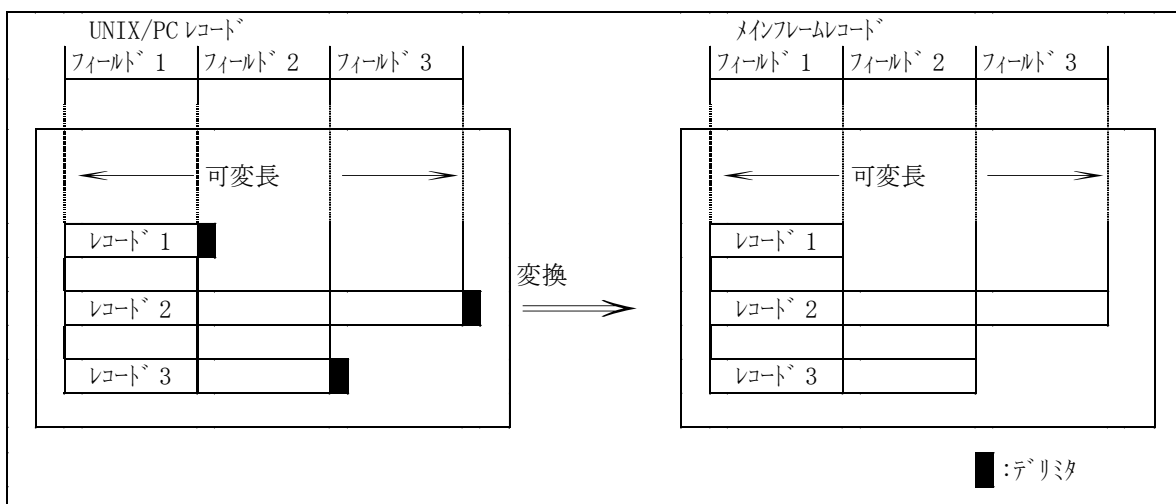 UNIX/PC レコード
フィールド 1 フィールド 2 フィールド 3
可変長
レコード 1
レコード 2
レコード 3
変換
メインフレームレコード
フィールド 1 フィールド 2 フィールド 3
可変長
レコード 1
レコード 2
レコード 3
:デリミタ